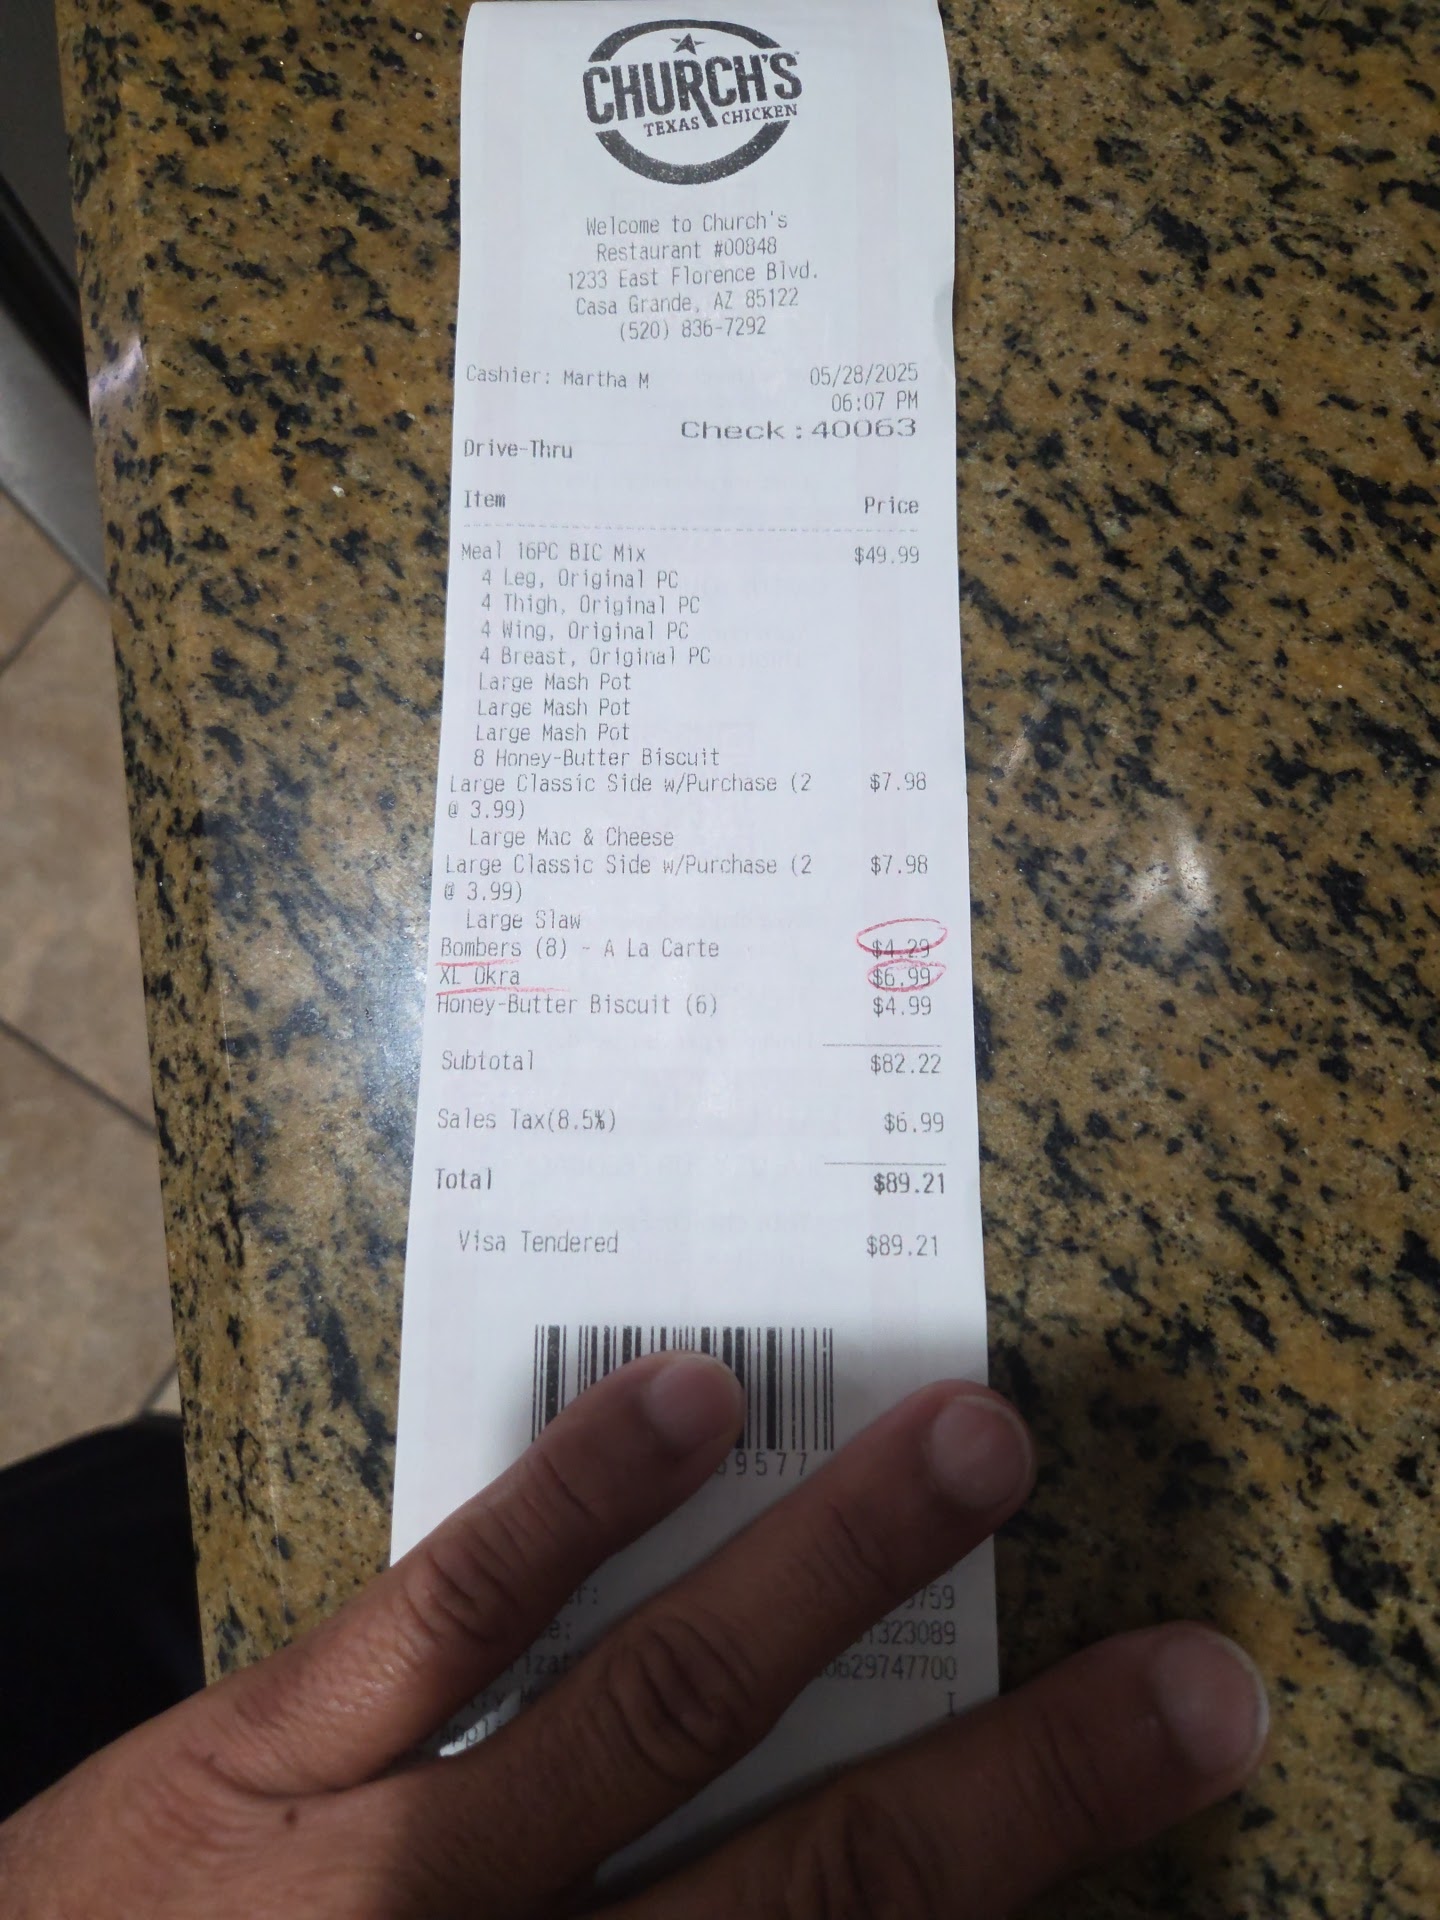 CHURCH'S
TEXAS CHICKEN
Welcome to Church's
Restaurant #00848
1233 East Florence Blvd.
Casa Grande, AZ 85122
(520) 836-7292
Cashier: Martha M 05/28/2025
06:07 PM
Check : 40063
Drive-Thru
Item Price
Meal 16PC BIC Mix $49.99
4 Leg, Original PC
4 Thigh, Original PC
4 Wing, Original PC
4 Breast, Original PC
Large Mash Pot
Large Mash Pot
Large Mash Pot
8 Honey-Butter Biscuit
Large Classic Side w/Purchase (2 $7.98
@ 3.99)
Large Mac & Cheese
Large Classic Side w/Purchase (2 $7.98
@ 3.99)
Large Slaw
Bombers (8) - A La Carte $4.29
XL Okra $6.99
Honey-Butter Biscuit (6) $4.99
Subtotal $82.22
Sales Tax(8.5%) $6.99
Total $89.21
Visa Tendered $89.21
9577
759
1323089
0629747700
I